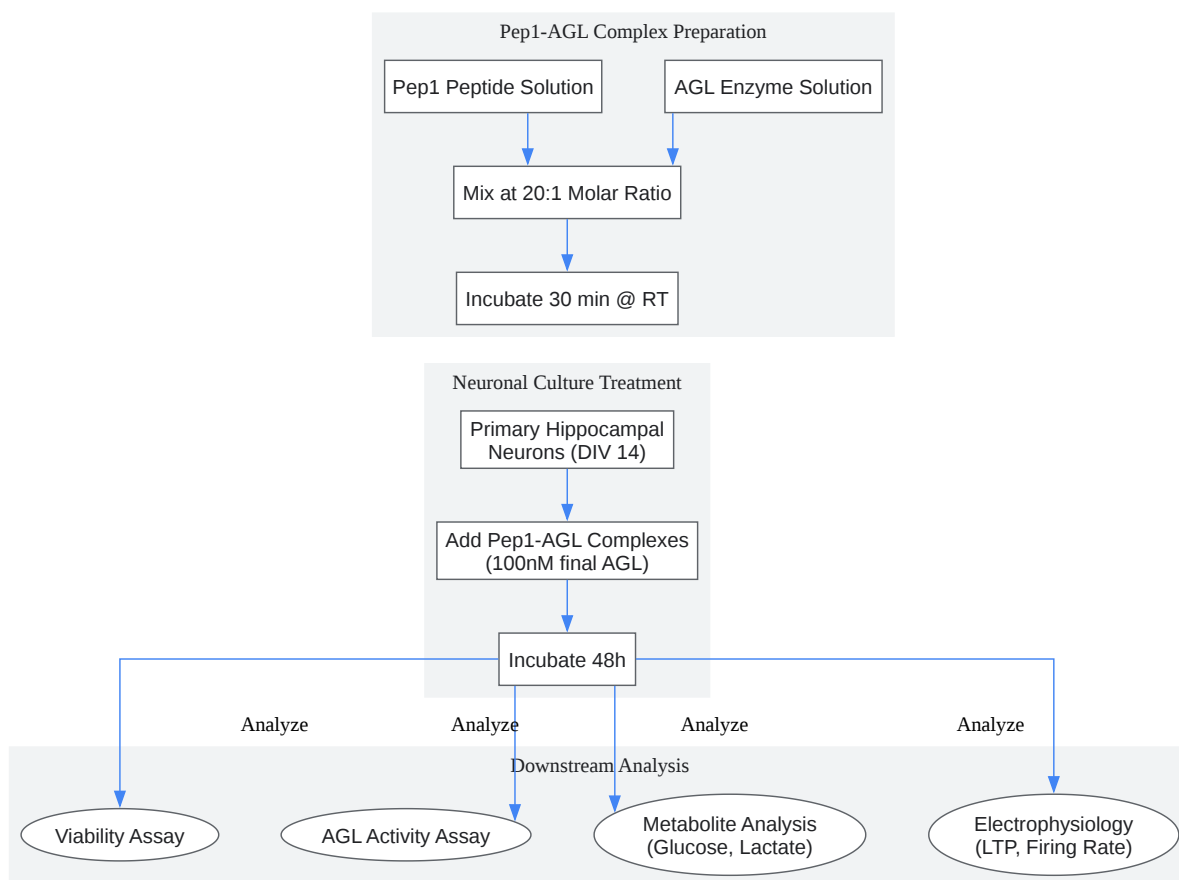 Pep1-AGL Complex Preparation
Pep1 Peptide Solution
AGL Enzyme Solution
Mix at 20:1 Molar Ratio
Incubate 30 min @ RT
Neuronal Culture Treatment
Primary Hippocampal
Neurons (DIV 14)
Add Pep1-AGL Complexes
(100nM final AGL)
Incubate 48h
Analyze
Analyze
Analyze
Analyze
Downstream Analysis
Viability Assay
AGL Activity Assay
Metabolite Analysis
(Glucose, Lactate)
Electrophysiology
(LTP, Firing Rate)